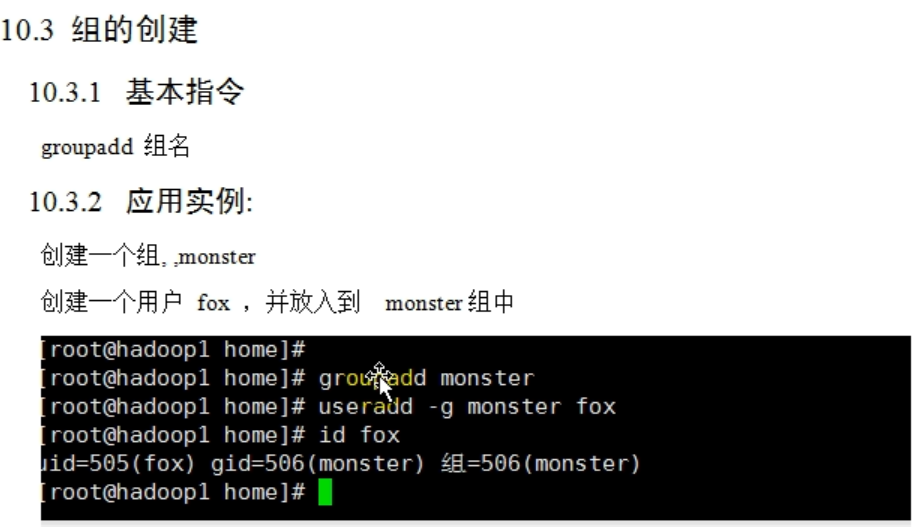 10.3 组的创建
10.3.1 基本指令
groupadd 组名
10.3.2 应用实例:
创建一个组, ,monster
创建一个用户 fox ，并放入到 monster 组中
[root@hadoop1 home]#
[root@hadoop1 home]# groupadd monster
[root@hadoop1 home]# useradd -g monster fox
[root@hadoop1 home]# id fox
uid=505(fox) gid=506(monster) 组=506(monster)
[root@hadoop1 home]#